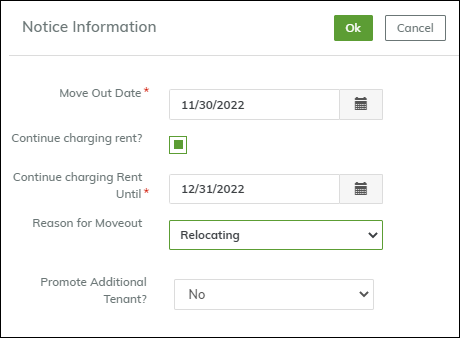 Notice Information
Ok
Cancel
Move Out Date *
11/30/2022
Continue charging rent?
Continue charging Rent
Until *
12/31/2022
Reason for Moveout
Relocating
Promote Additional
Tenant?
No